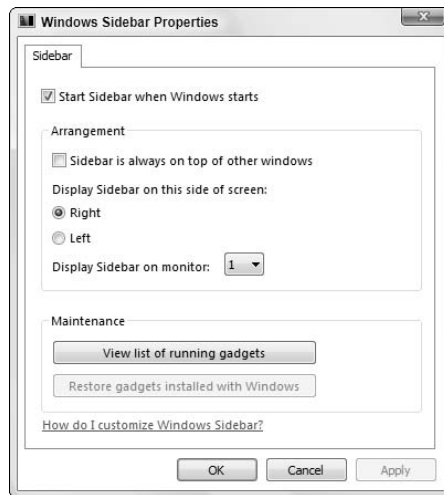 Windows Sidebar Properties
Sidebar
Start Sidebar when Windows starts
Arrangement
Sidebar is always on top of other windows
Display Sidebar on this side of screen:
Right
Left
Display Sidebar on monitor: 1
Maintenance
View list of running gadgets
Restore gadgets installed with Windows
How do I customize Windows Sidebar?
OK Cancel Apply